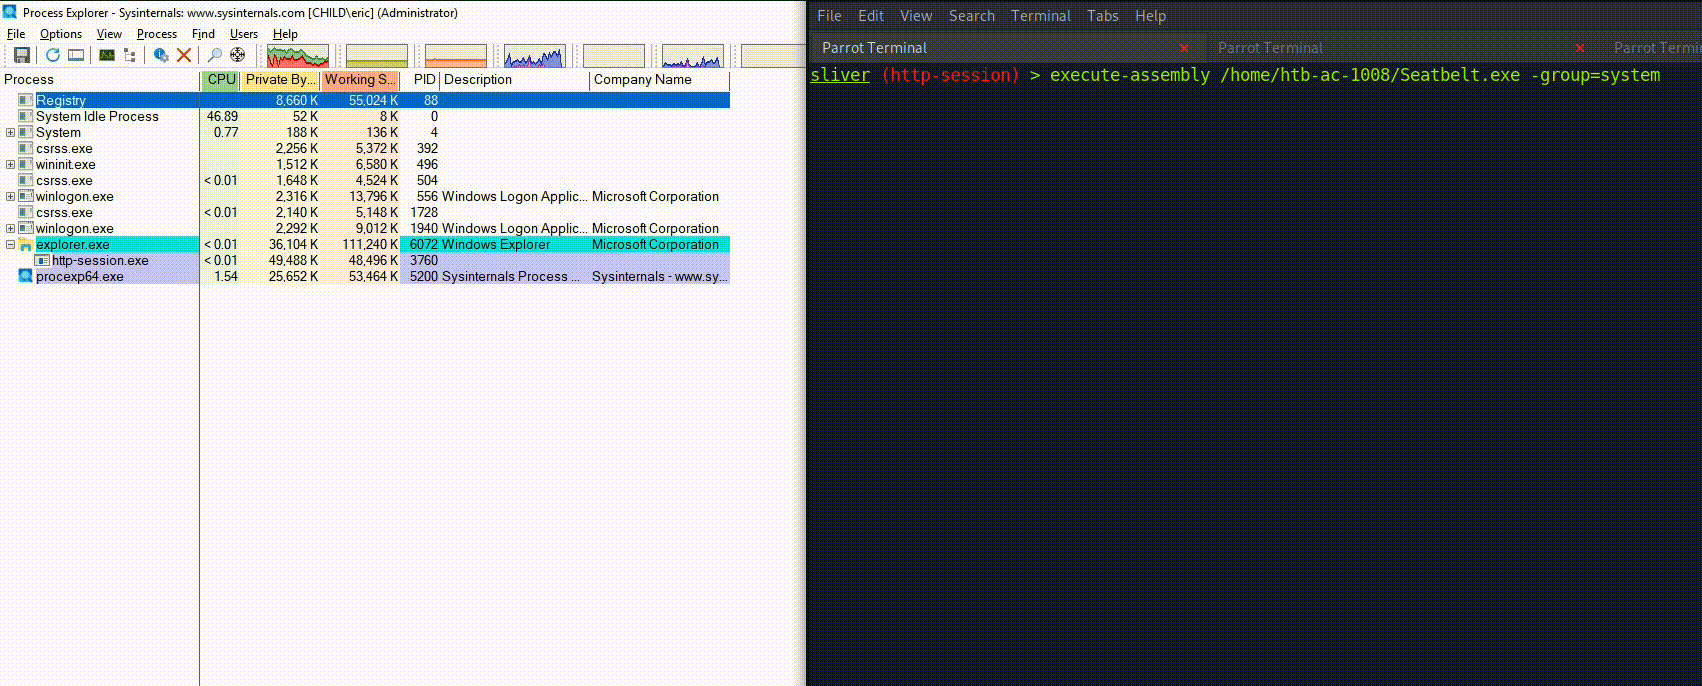 Process Explorer - Sysinternals: www.sysinternals.com [CHILD\eric] (Administrator)
File Options View Process Find Users Help
Process CPU Private By... Working S... PID Description Company Name
Registry 8,660 K 55,024 K 88
System Idle Process 46.89 52 K 8 K 0
System 0.77 188 K 136 K 4
csrss.exe 2,256 K 5,372 K 392
wininit.exe 1,512 K 6,580 K 496
csrss.exe < 0.01 1,648 K 4,524 K 504
winlogon.exe 2,316 K 13,796 K 556 Windows Logon Applic... Microsoft Corporation
csrss.exe < 0.01 2,140 K 5,148 K 1728
winlogon.exe 2,292 K 9,012 K 1940 Windows Logon Applic... Microsoft Corporation
explorer.exe < 0.01 36,104 K 111,240 K 6072 Windows Explorer Microsoft Corporation
http-session.exe < 0.01 49,488 K 48,496 K 3760
procexp64.exe 1.54 25,652 K 53,464 K 5200 Sysinternals Process ... Sysinternals - www.sy...
File Edit View Search Terminal Tabs Help
Parrot Terminal × Parrot Terminal × Parrot Termi
sliver (http-session) > execute-assembly /home/htb-ac-1008/Seatbelt.exe -group=system